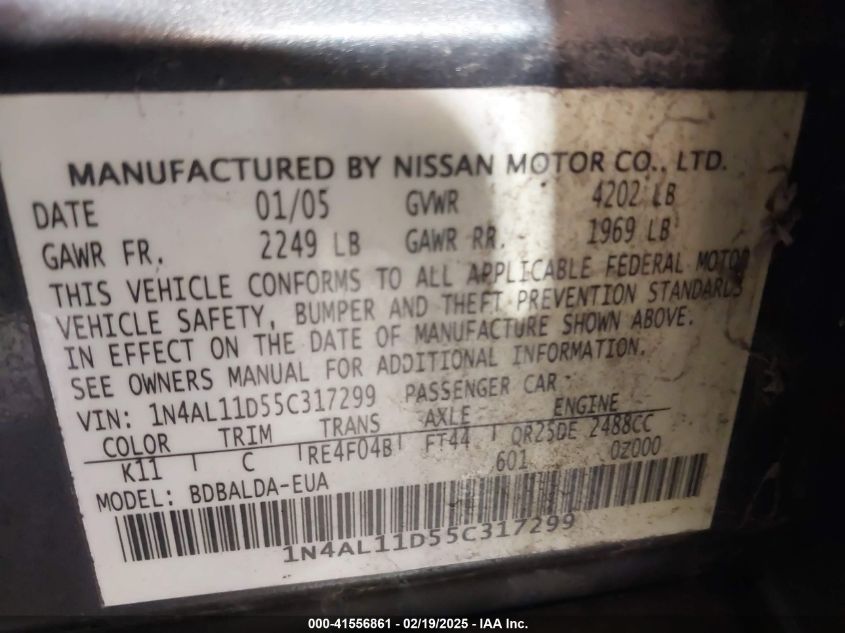 MANUFACTURED BY NISSAN MOTOR CO., LTD.
DATE 01/05 GVWR 4202 LB
GAWR FR. 2249 LB GAWR RR. 1969 LB
THIS VEHICLE CONFORMS TO ALL APPLICABLE FEDERAL MOTOR
VEHICLE SAFETY, BUMPER AND THEFT PREVENTION STANDARDS
IN EFFECT ON THE DATE OF MANUFACTURE SHOWN ABOVE.
SEE OWNERS MANUAL FOR ADDITIONAL INFORMATION.
VIN: 1N4AL11D55C317299 PASSENGER CAR
COLOR TRIM TRANS AXLE ENGINE
K11 C RE4F04B FT44 QR25DE 2488CC
MODEL: BDBALDA-EUA 601 0Z000
1N4AL11D55C317299
000-41556861 - 02/19/2025 - IAA Inc.